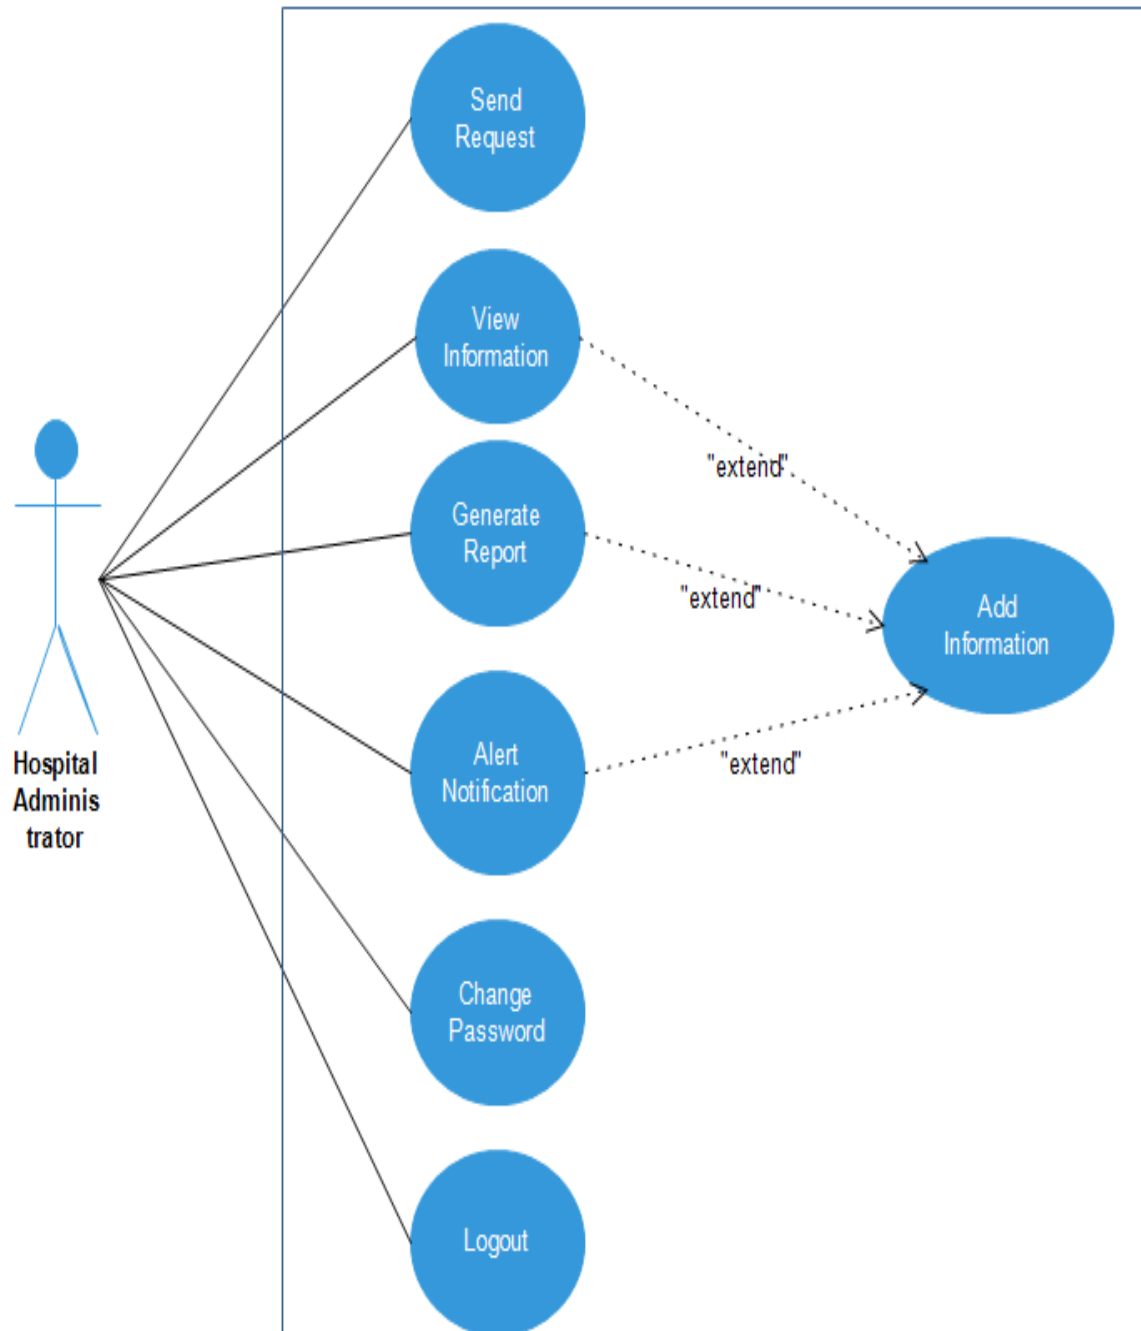 Send
Request
View
Information
"extend"
Generate
Report
"extend"
Add
Information
Alert
Notification
"extend"
Hospital
Adminis
trator
Change
Password
Logout